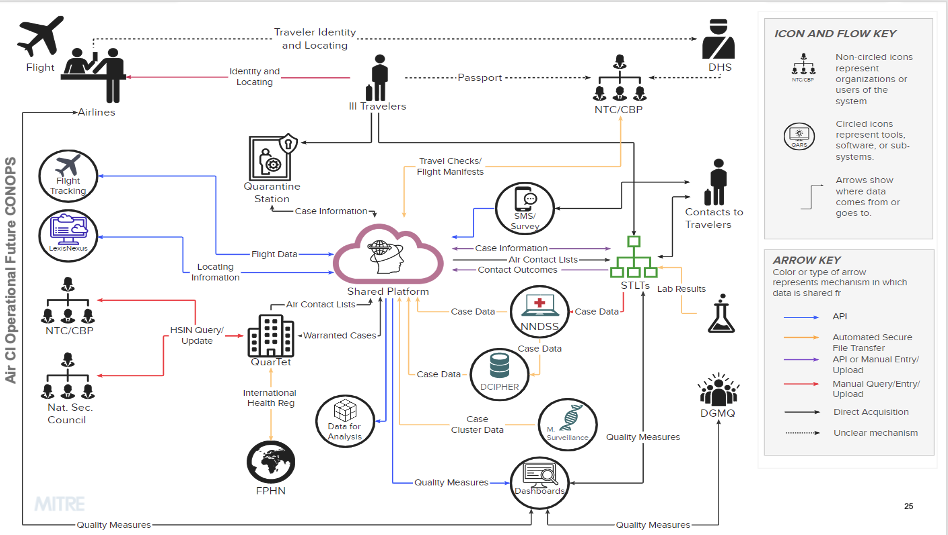 Air CI Operational Future CONOPS
Traveler Identity
and Locating
Flight
DHS
Identity and
Locating
Passport
Ill Travelers
NTC/CBP
Airlines
Travel Checks/
Flight Manifests
Flight
Tracking
Quarantine
Station
Case Information
SMS/
Survey
Contacts to
Travelers
LexisNexus
Flight Data
Locating
Infromation
Case Information
Air Contact Lists
Contact Outcomes
Shared Platform
STLTs
Lab Results
Air Contact Lists
NTC/CBP
HSIN Query/
Update
Warranted Cases
QuarTet
Case Data
NNDSS
Case Data
Case Data
Nat. Sec.
Council
International
Health Reg
Case Data
DCIPHER
Data for
Analysis
Case
Cluster Data
M.
Surveillance
DGMQ
Quality Measures
FPHN
Quality Measures
Dashboards
MITRE
Quality Measures
Quality Measures
ICON AND FLOW KEY
NTC/CBP
Non-circled icons
represent
organizations or
users of the
system
QARS
Circled icons
represent tools,
software, or sub-
systems.
Arrows show
where data
comes from or
goes to.
ARROW KEY
Color or type of arrow
represents mechanism in which
data is shared fr
API
Automated Secure
File Transfer
API or Manual Entry/
Upload
Manual Query/Entry/
Upload
Direct Acquisition
Unclear mechanism
25